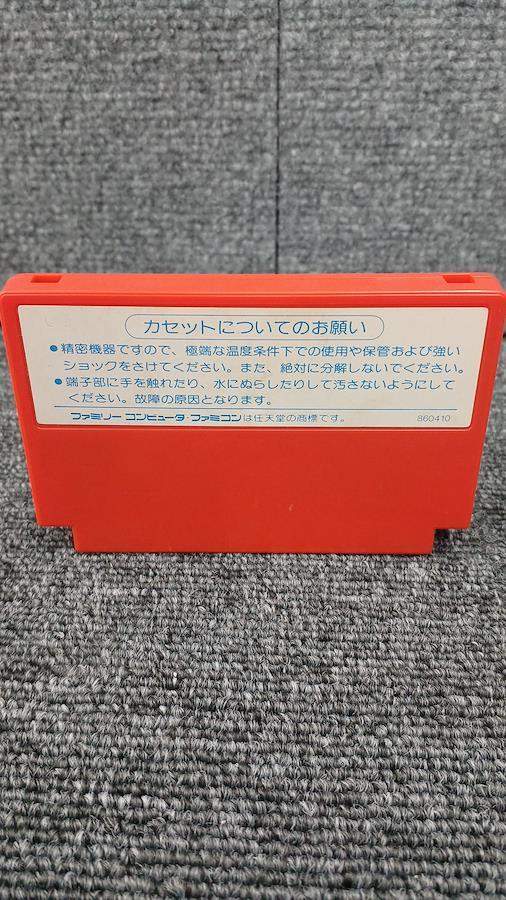 カセットについてのお願い
●精密機器ですので、極端な温度条件下での使用や保管および強い
ショックをさけてください。また、絶対に分解しないでください。
●端子部に手を触れたり、水にぬらしたりして汚さないようにして
ください。故障の原因となります。
ファミリーコンピュータ・ファミコンは任天堂の商標です。 860410